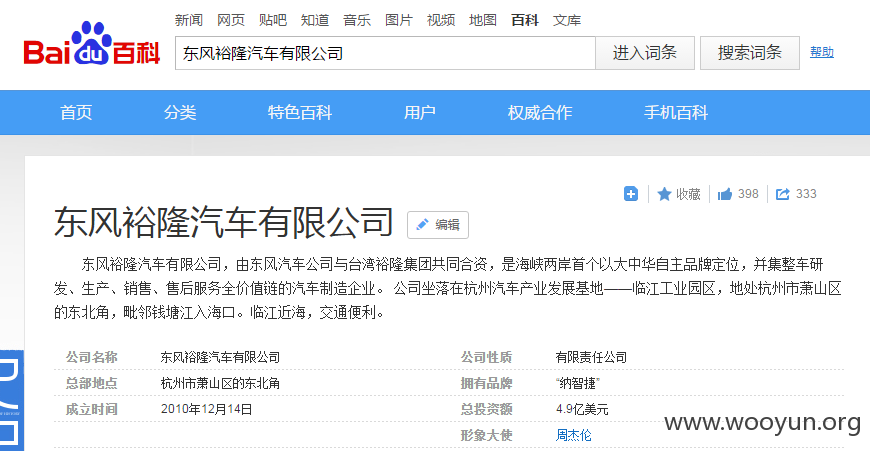 新闻 网页 贴吧 知道 音乐 图片 视频 地图 百科 文库
Baidu百科 东风裕隆汽车有限公司 进入词条 搜索词条 帮助
首页 分类 特色百科 用户 权威合作 手机百科
收藏 398 333
东风裕隆汽车有限公司 编辑
东风裕隆汽车有限公司，由东风汽车公司与台湾裕隆集团共同合资，是海峡两岸首个以大中华自主品牌定位，并集整车研
发、生产、销售、售后服务全价值链的汽车制造企业。 公司坐落在杭州汽车产业发展基地——临江工业园区，地处杭州市萧山区
的东北角，毗邻钱塘江入海口。临江近海，交通便利。
公司名称 东风裕隆汽车有限公司 公司性质 有限责任公司
总部地点 杭州市萧山区的东北角 拥有品牌 “纳智捷”
成立时间 2010年12月14日 总投资额 4.9亿美元
形象大使 周杰伦
www.wooyun.org